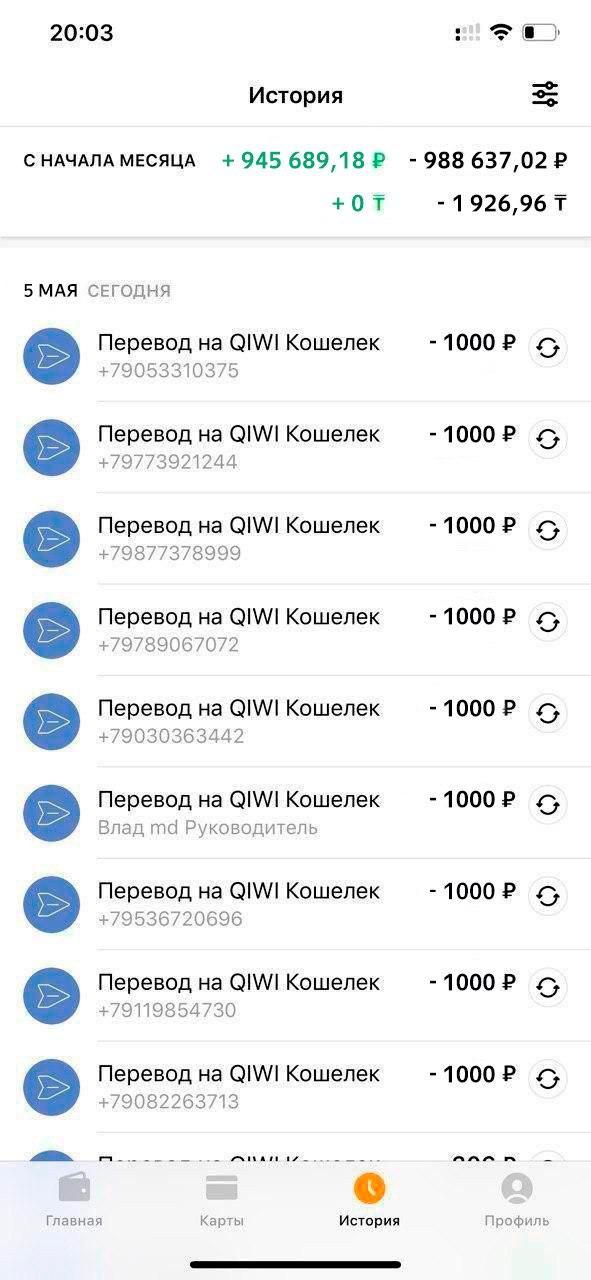 20:03
История
С НАЧАЛА МЕСЯЦА + 945 689,18 ₽ - 988 637,02 ₽
+ 0 ₸ - 1 926,96 ₸
5 МАЯ СЕГОДНЯ
Перевод на QIWI Кошелек - 1000 ₽
+79053310375
Перевод на QIWI Кошелек - 1000 ₽
+79773921244
Перевод на QIWI Кошелек - 1000 ₽
+79877378999
Перевод на QIWI Кошелек - 1000 ₽
+79789067072
Перевод на QIWI Кошелек - 1000 ₽
+79030363442
Перевод на QIWI Кошелек - 1000 ₽
Влад md Руководитель
Перевод на QIWI Кошелек - 1000 ₽
+79536720696
Перевод на QIWI Кошелек - 1000 ₽
+79119854730
Перевод на QIWI Кошелек - 1000 ₽
+79082263713
Главная Карты История Профиль